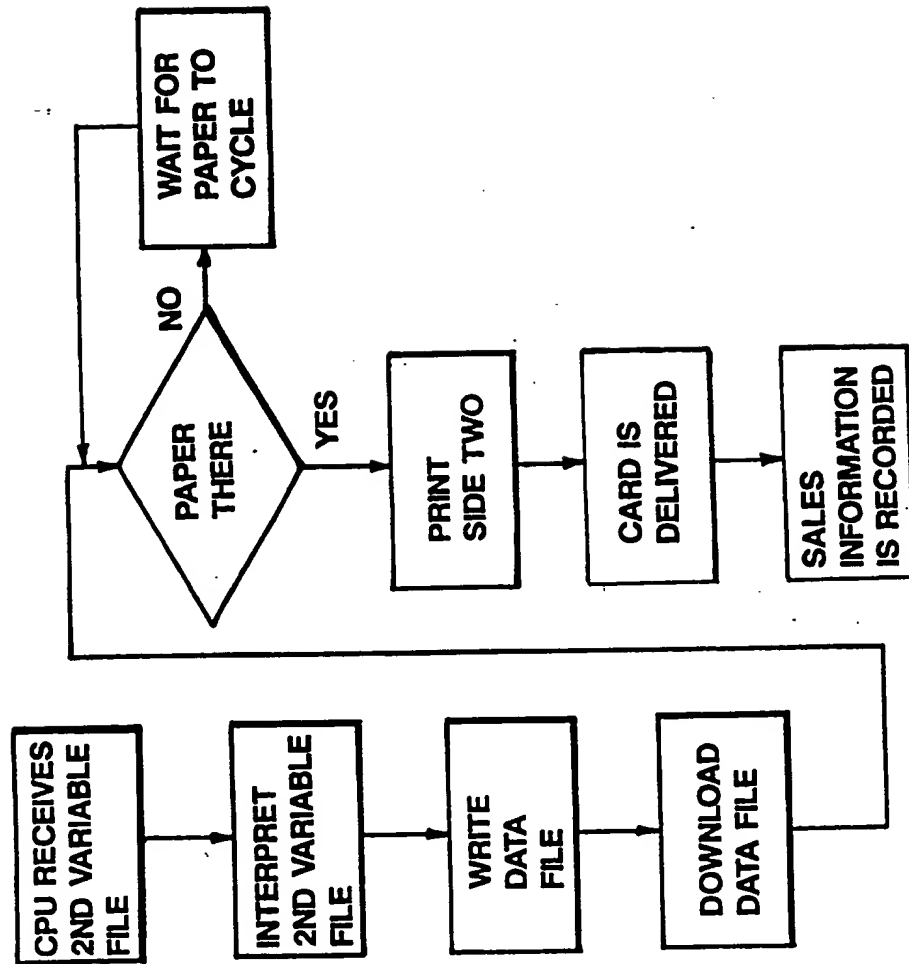 CPU RECEIVES
2ND VARIABLE
FILE
INTERPRET
2ND VARIABLE
FILE
WRITE
DATA
FILE
DOWNLOAD
DATA FILE
PAPER
THERE
NO
WAIT FOR
PAPER TO
CYCLE
YES
PRINT
SIDE TWO
CARD IS
DELIVERED
SALES
INFORMATION
IS RECORDED